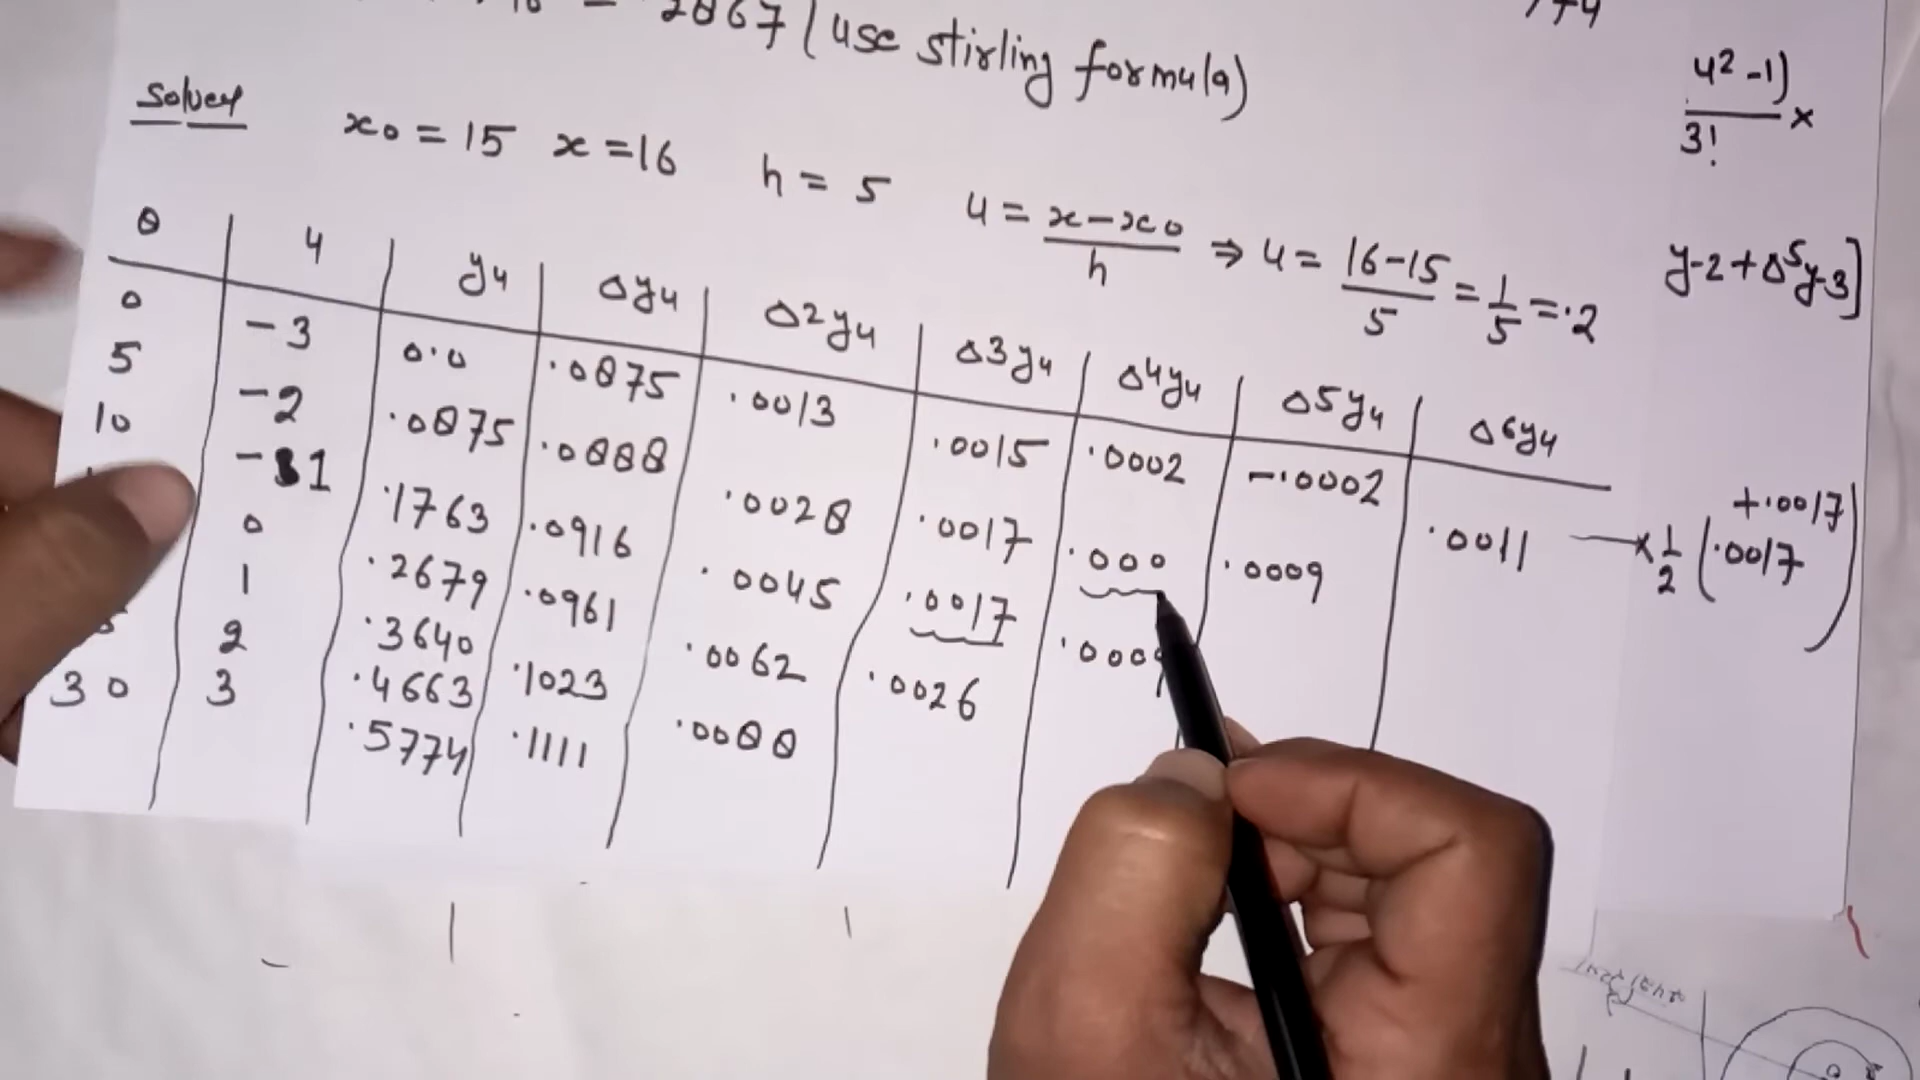 = 2867 (use stirling formula)
solven
x0 = 15 x = 16 h = 5 u = x-x0/h ⇒ u = 16-15/5 = 1/5 = .2
θ u yu Δyu Δ2yu Δ3yu Δ4yu Δ5yu Δ6yu
0 -3 0.0 .0875 .0013 .0015 .0002 -.0002 .0011
5 -2 .0875 .0888 .0028 .0017 .000 .0009
10 -1 .1763 .0916 .0045 .0017 .0009
0 .2679 .0961 .0062 .0026
1 .3640 .1023 .0088
2 .4663 .1111
30 3 .5774
u2-1)/3! ×
y-2+Δ5y-3]
× 1/2 (.0017 +.0017)